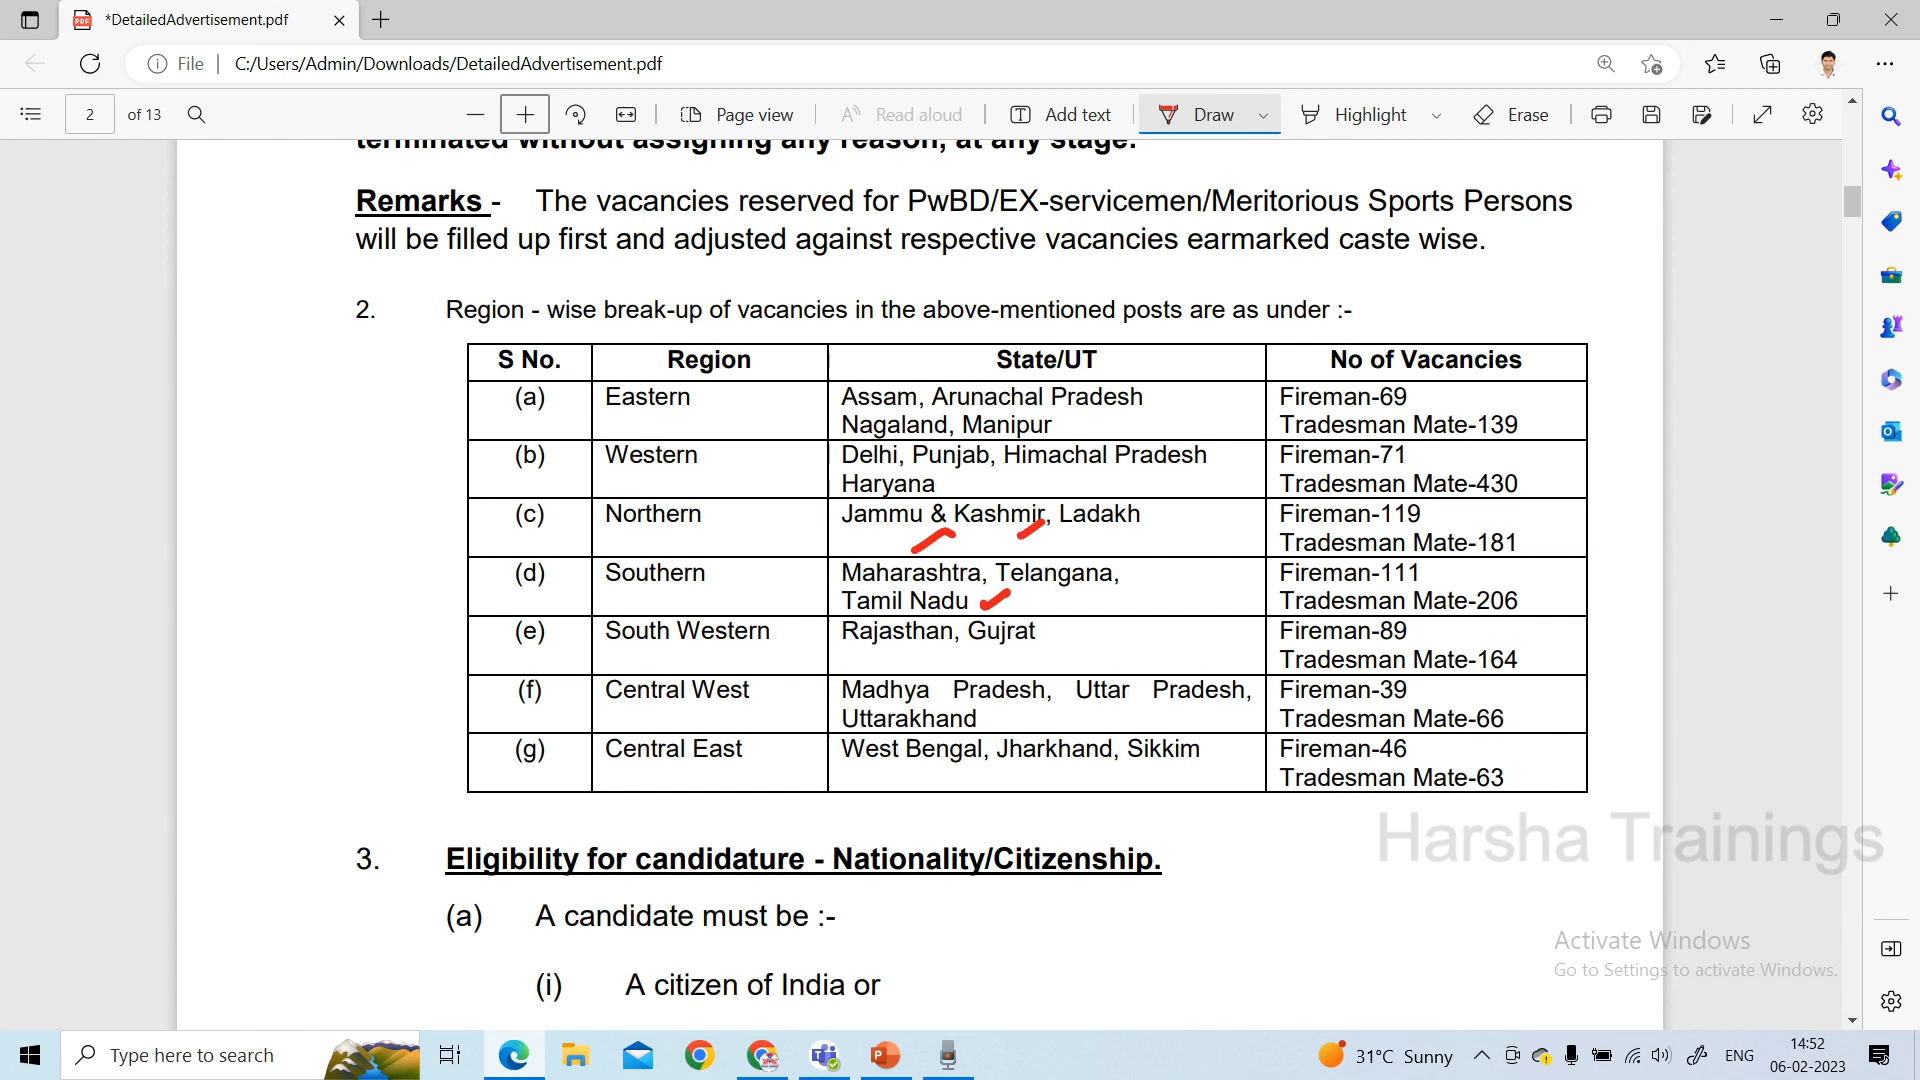 *DetailedAdvertisement.pdf
File
C:/Users/Admin/Downloads/DetailedAdvertisement.pdf
2 of 13
Page view
Read aloud
Add text
Draw
Highlight
Erase
terminated without assigning any reason, at any stage.
Remarks - The vacancies reserved for PwBD/EX-servicemen/Meritorious Sports Persons
will be filled up first and adjusted against respective vacancies earmarked caste wise.
2. Region - wise break-up of vacancies in the above-mentioned posts are as under :-
S No. Region State/UT No of Vacancies
(a) Eastern Assam, Arunachal Pradesh Fireman-69
Nagaland, Manipur Tradesman Mate-139
(b) Western Delhi, Punjab, Himachal Pradesh Fireman-71
Haryana Tradesman Mate-430
(c) Northern Jammu & Kashmir, Ladakh Fireman-119
Tradesman Mate-181
(d) Southern Maharashtra, Telangana, Fireman-111
Tamil Nadu Tradesman Mate-206
(e) South Western Rajasthan, Gujrat Fireman-89
Tradesman Mate-164
(f) Central West Madhya Pradesh, Uttar Pradesh, Fireman-39
Uttarakhand Tradesman Mate-66
(g) Central East West Bengal, Jharkhand, Sikkim Fireman-46
Tradesman Mate-63
Harsha Trainings
3. Eligibility for candidature - Nationality/Citizenship.
(a) A candidate must be :-
Activate Windows
Go to Settings to activate Windows.
(i) A citizen of India or
Type here to search
31°C Sunny
ENG
14:52
06-02-2023